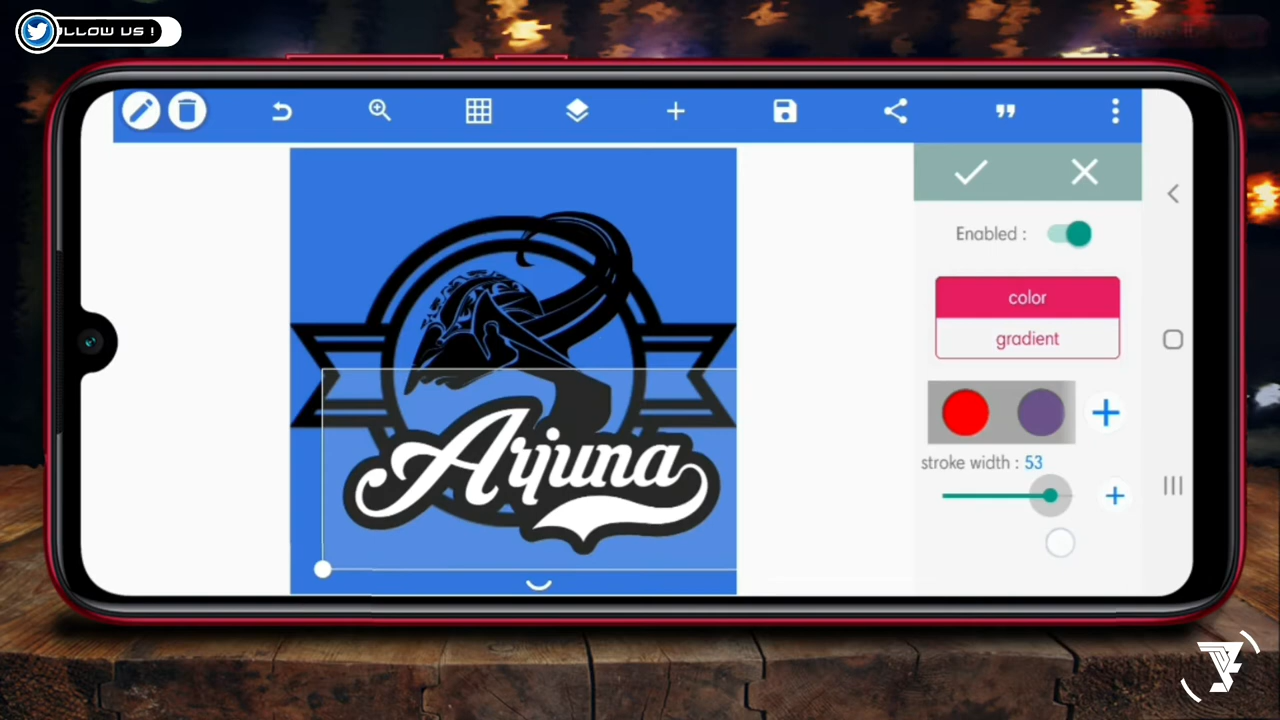 LLOW US !
Enabled :
color
gradient
stroke width : 53
Arjuna